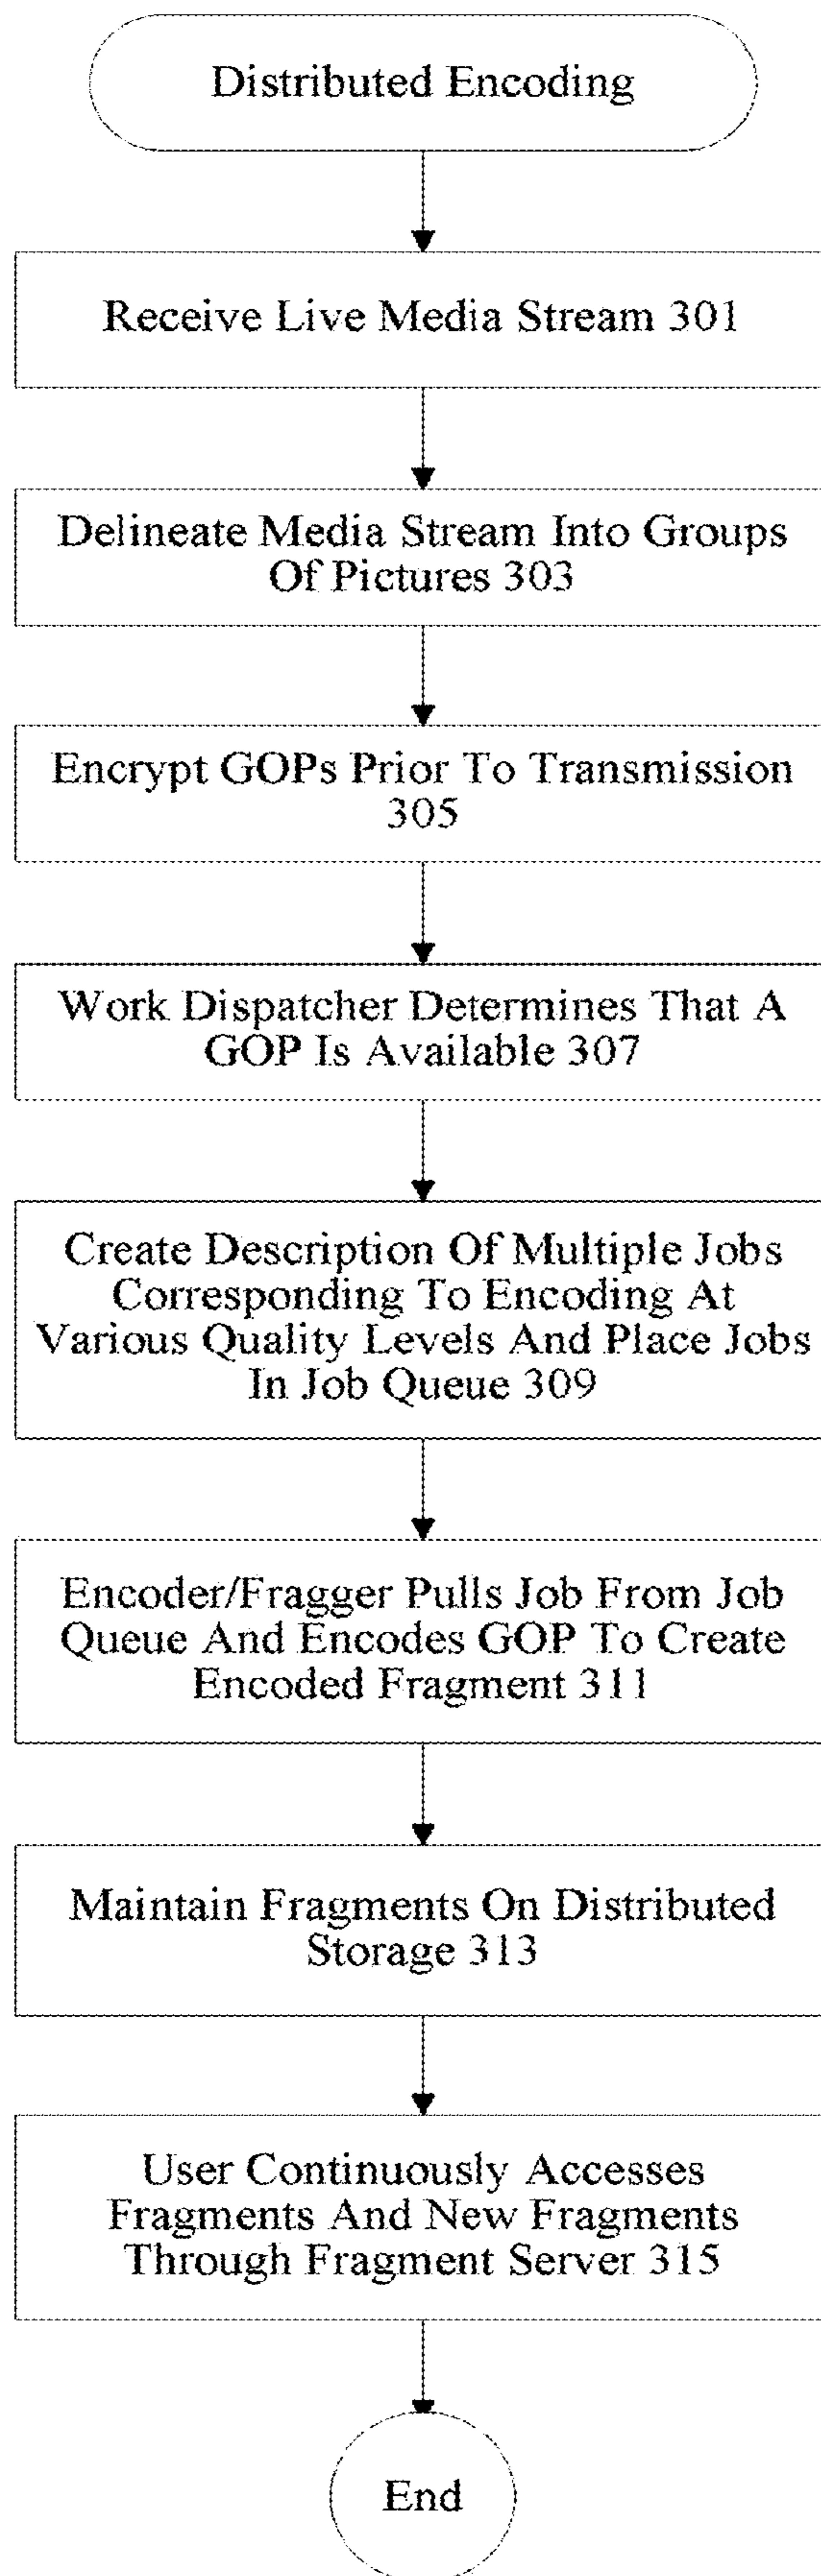 Distributed Encoding
Receive Live Media Stream 301
Delineate Media Stream Into Groups
Of Pictures 303
Encrypt GOPs Prior To Transmission
305
Work Dispatcher Determines That A
GOP Is Available 307
Create Description Of Multiple Jobs
Corresponding To Encoding At
Various Quality Levels And Place Jobs
In Job Queue 309
Encoder/Fragger Pulls Job From Job
Queue And Encodes GOP To Create
Encoded Fragment 311
Maintain Fragments On Distributed
Storage 313
User Continuously Accesses
Fragments And New Fragments
Through Fragment Server 315
End